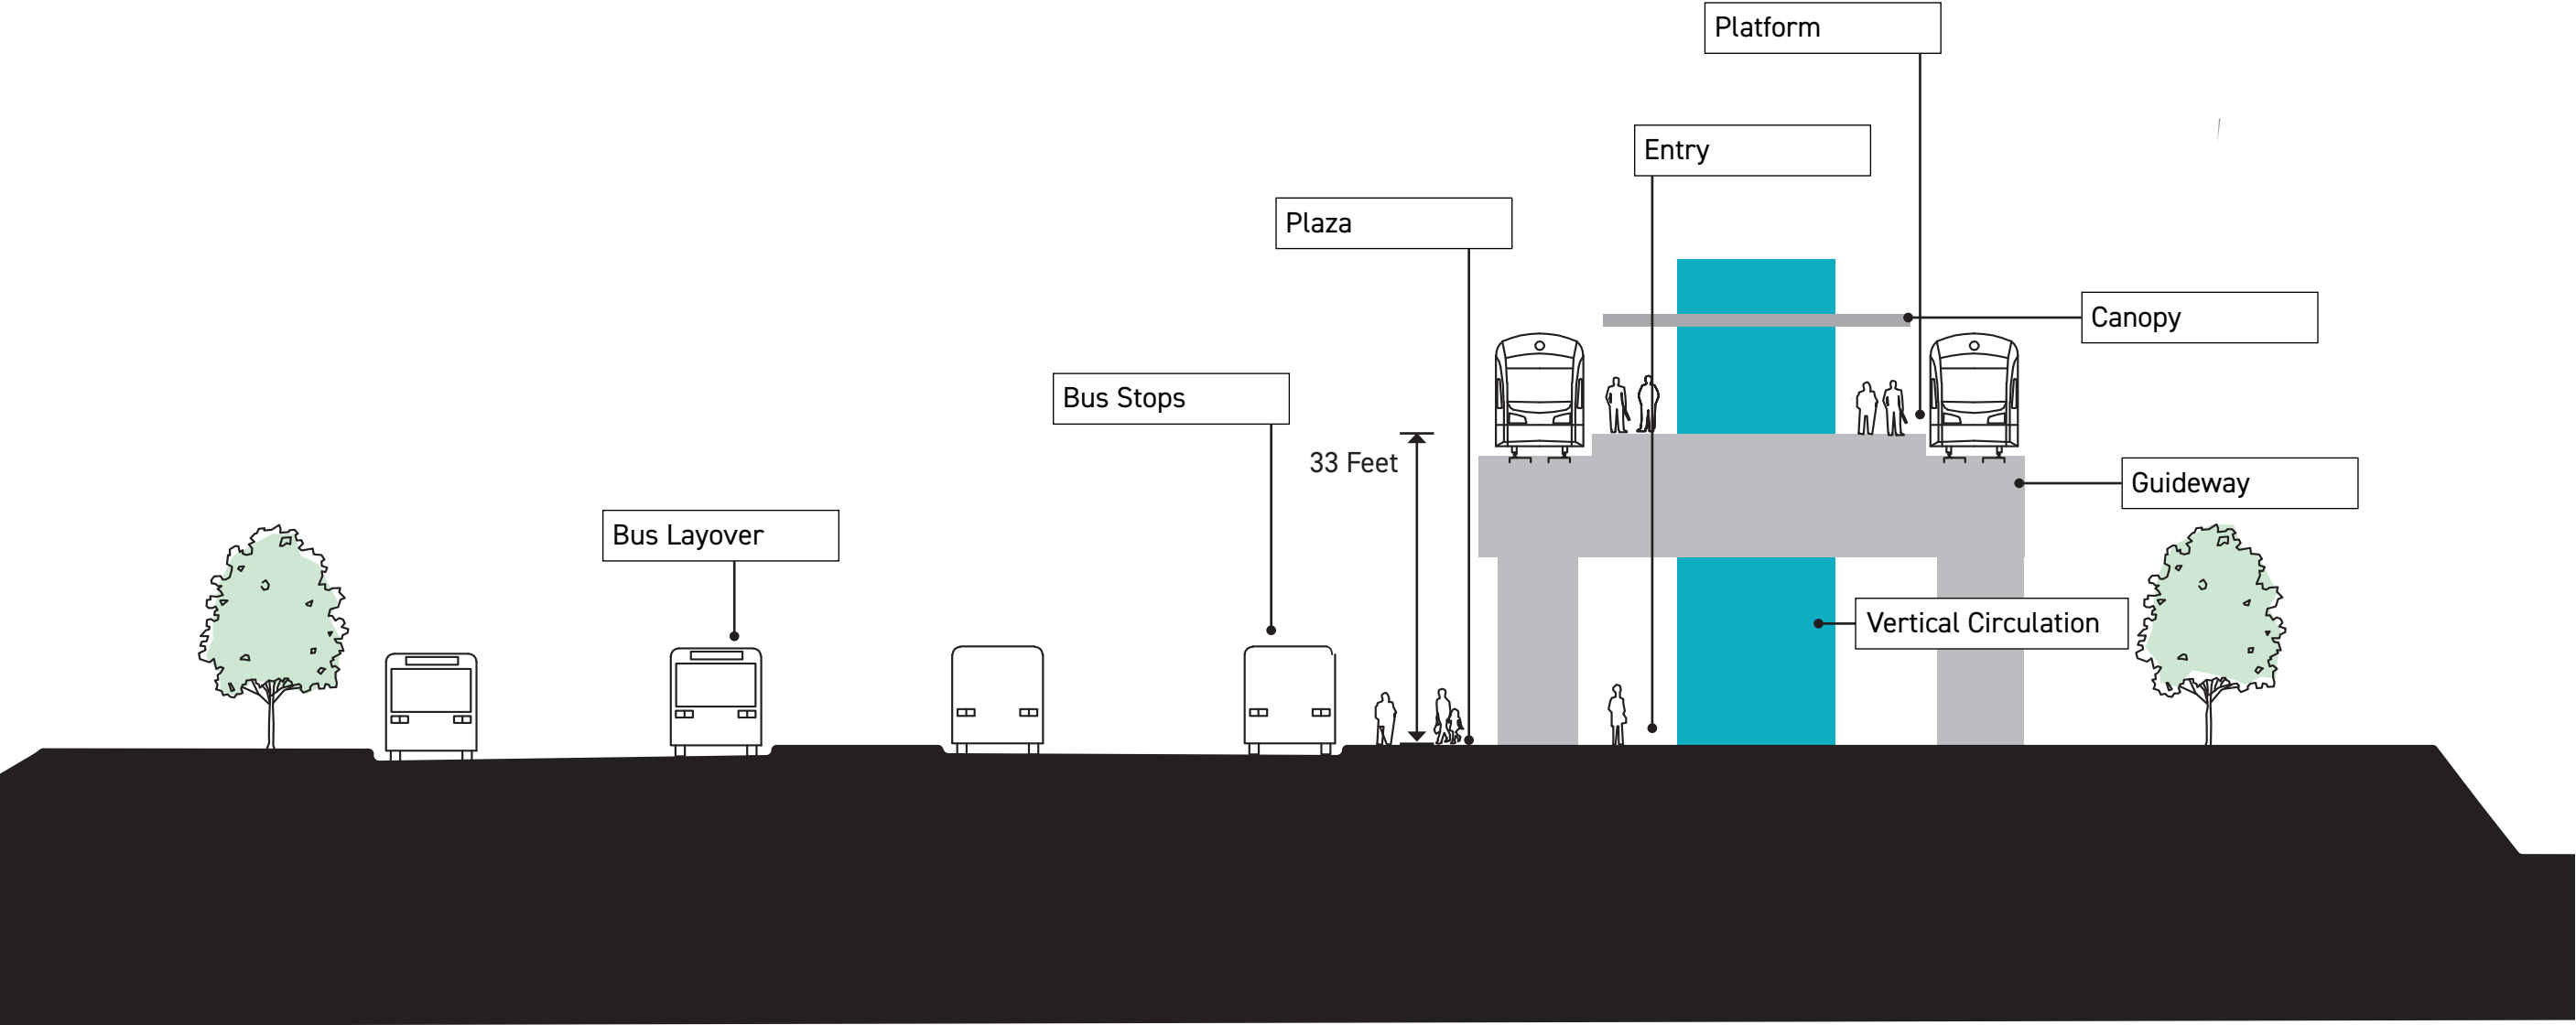 Platform
Entry
Plaza
Canopy
Bus Stops
33 Feet
Guideway
Bus Layover
Vertical Circulation